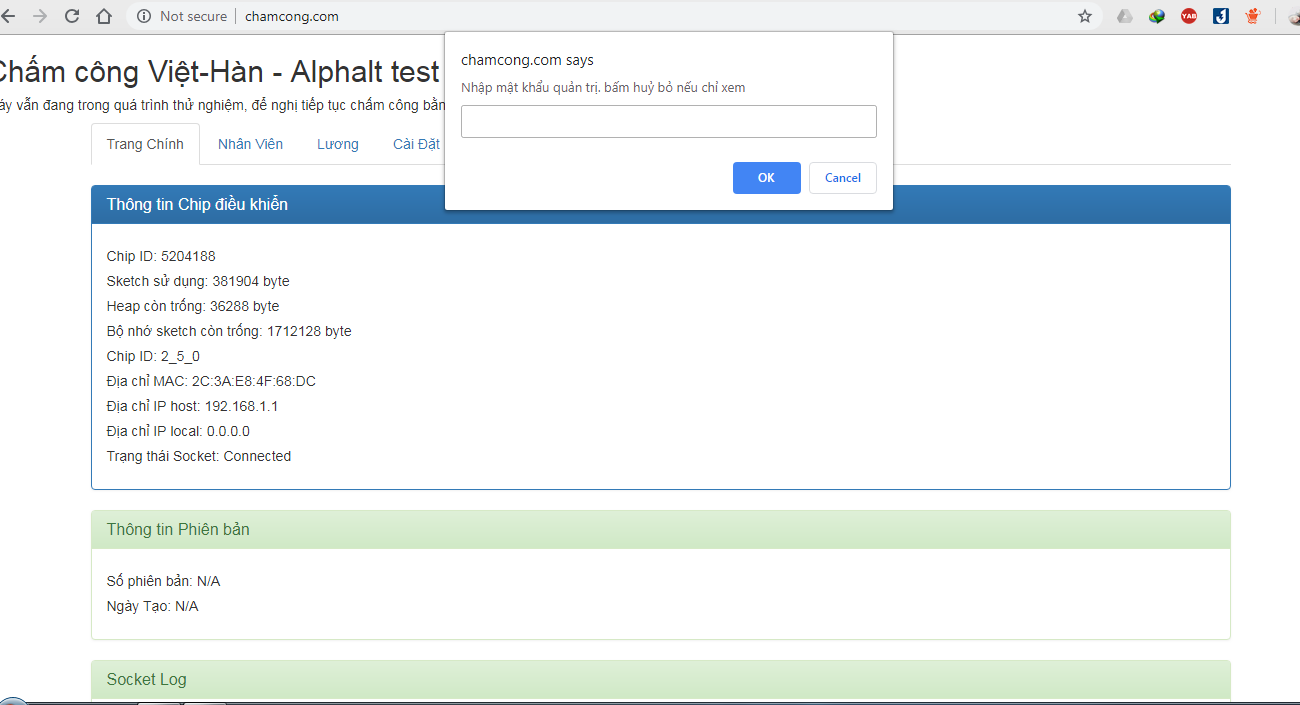 Not secure | chamcong.com
YAB
chamcong.com says
Nhập mật khẩu quản trị. bấm huỷ bỏ nếu chỉ xem
OK
Cancel
Chấm công Việt-Hàn - Alphalt test
áy vẫn đang trong quá trình thử nghiệm, để nghị tiếp tục chấm công bằn
Trang Chính
Nhân Viên
Lương
Cài Đặt
Thông tin Chip điều khiển
Chip ID: 5204188
Sketch sử dụng: 381904 byte
Heap còn trống: 36288 byte
Bộ nhớ sketch còn trống: 1712128 byte
Chip ID: 2_5_0
Địa chỉ MAC: 2C:3A:E8:4F:68:DC
Địa chỉ IP host: 192.168.1.1
Địa chỉ IP local: 0.0.0.0
Trạng thái Socket: Connected
Thông tin Phiên bản
Số phiên bản: N/A
Ngày Tạo: N/A
Socket Log